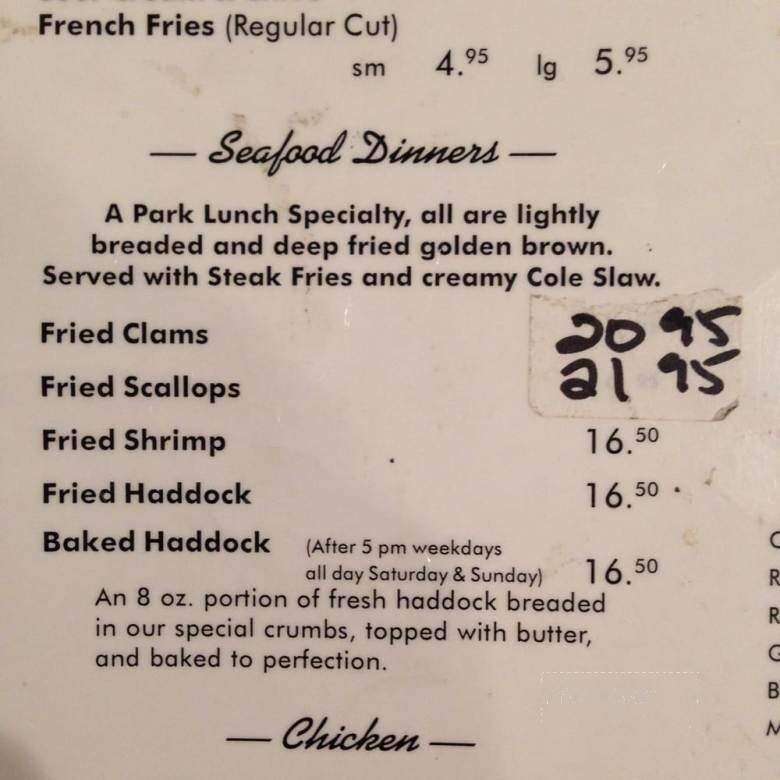 French Fries (Regular Cut)
sm 4.95 lg 5.95
— Seafood Dinners —
A Park Lunch Specialty, all are lightly
breaded and deep fried golden brown.
Served with Steak Fries and creamy Cole Slaw.
Fried Clams 20 95
Fried Scallops 21 95
Fried Shrimp 16.50
Fried Haddock 16.50
Baked Haddock (After 5 pm weekdays
all day Saturday & Sunday) 16.50
An 8 oz. portion of fresh haddock breaded
in our special crumbs, topped with butter,
and baked to perfection.
— Chicken —